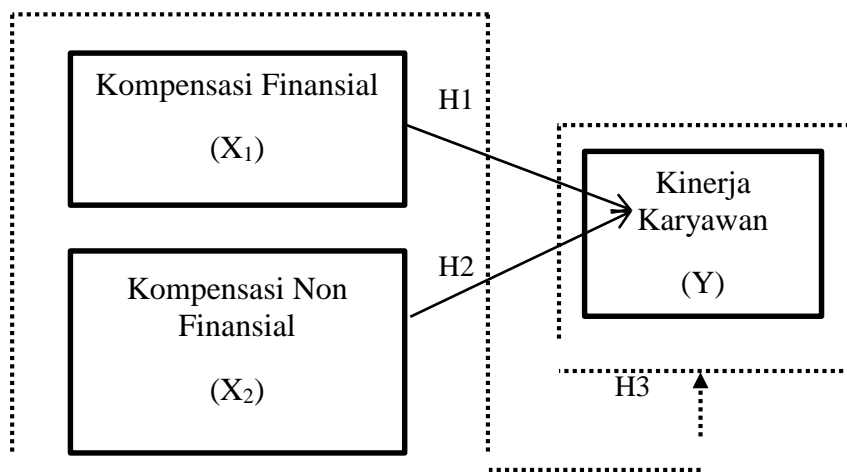 Kompensasi Finansial
(X₁)
H1
Kinerja
Karyawan
(Y)
H2
Kompensasi Non
Finansial
(X₂)
H3